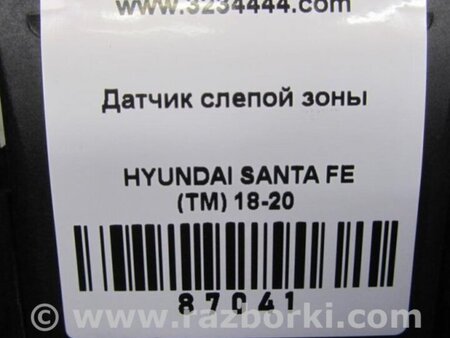 www.3234444.com
Датчик слепой зоны
HYUNDAI SANTA FE
(TM) 18-20
87041
© www.razborki.com